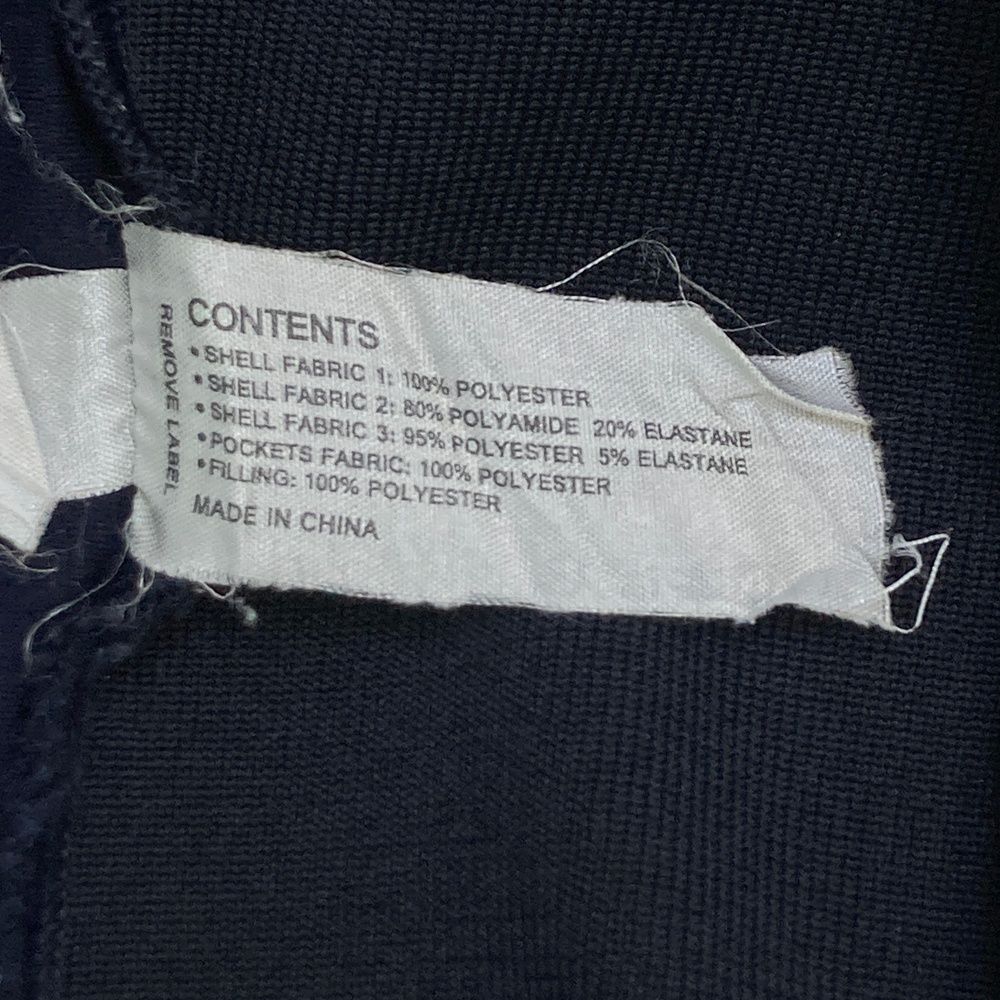 CONTENTS
•SHELL FABRIC 1: 100% POLYESTER
•SHELL FABRIC 2: 80% POLYAMIDE 20% ELASTANE
•SHELL FABRIC 3: 95% POLYESTER 5% ELASTANE
•POCKETS FABRIC: 100% POLYESTER
•FILLING: 100% POLYESTER
MADE IN CHINA
REMOVE LABEL